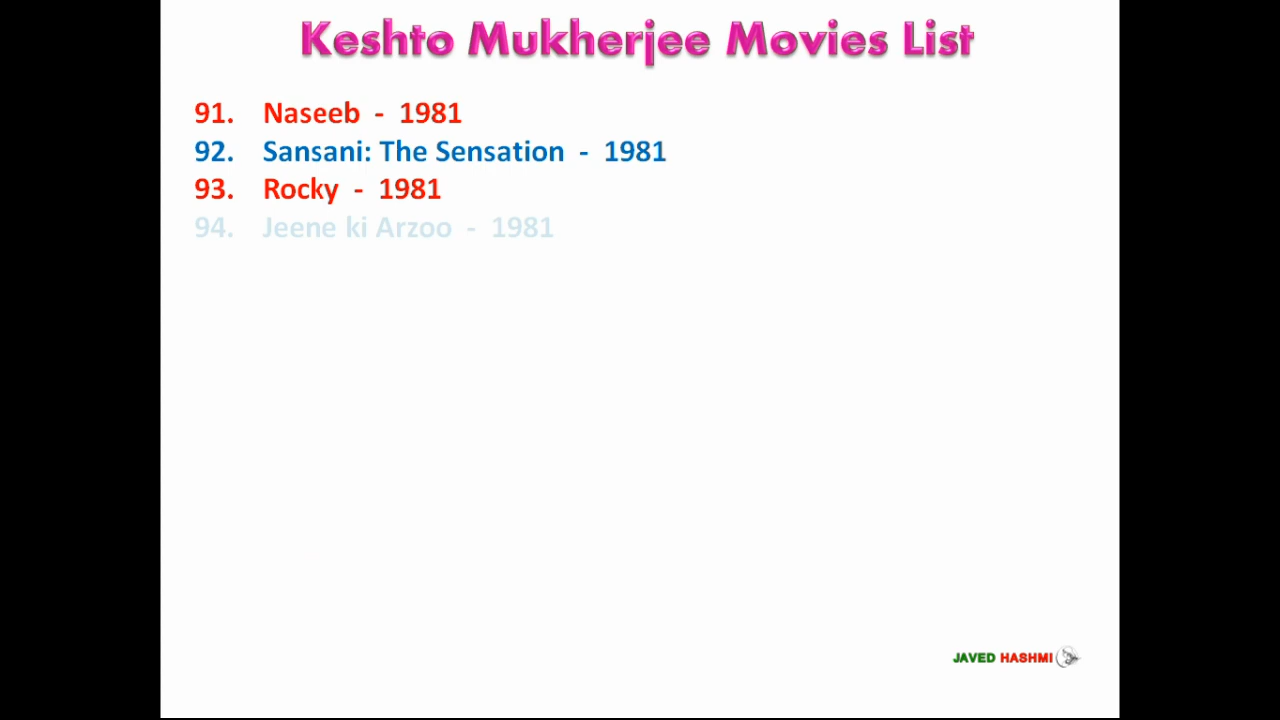 Keshto Mukherjee Movies List
91. Naseeb - 1981
92. Sansani: The Sensation - 1981
93. Rocky - 1981
94. Jeene ki Arzoo - 1981
JAVED HASHMI